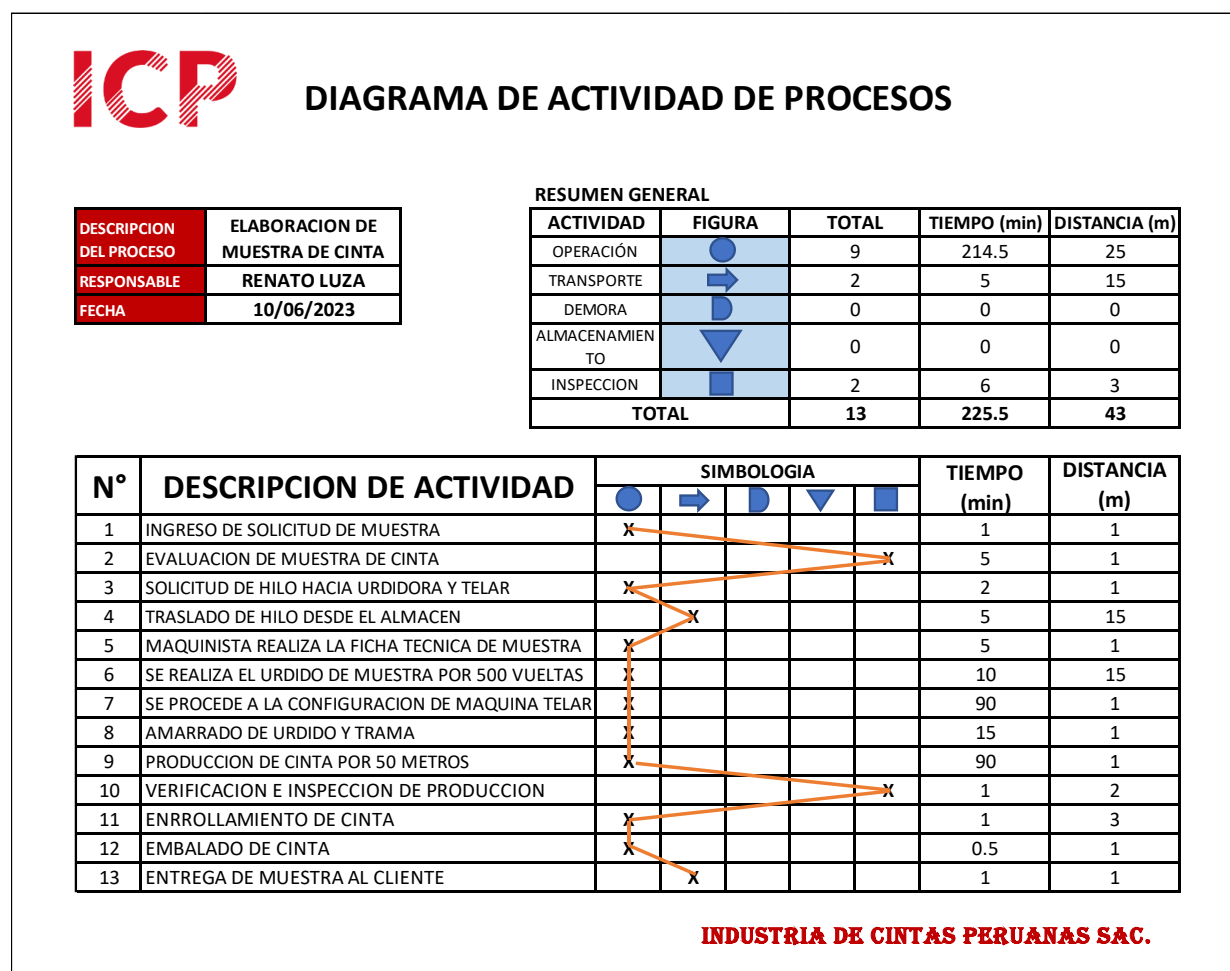 ICP
DIAGRAMA DE ACTIVIDAD DE PROCESOS
DESCRIPCION DEL PROCESO ELABORACION DE MUESTRA DE CINTA
RESPONSABLE RENATO LUZA
FECHA 10/06/2023
RESUMEN GENERAL
ACTIVIDAD FIGURA TOTAL TIEMPO (min) DISTANCIA (m)
OPERACIÓN 9 214.5 25
TRANSPORTE 2 5 15
DEMORA 0 0 0
ALMACENAMIEN
TO 0 0 0
INSPECCION 2 6 3
TOTAL 13 225.5 43
N° DESCRIPCION DE ACTIVIDAD SIMBOLOGIA TIEMPO (min) DISTANCIA (m)
1 INGRESO DE SOLICITUD DE MUESTRA X 1 1
2 EVALUACION DE MUESTRA DE CINTA X 5 1
3 SOLICITUD DE HILO HACIA URDIDORA Y TELAR X 2 1
4 TRASLADO DE HILO DESDE EL ALMACEN X 5 15
5 MAQUINISTA REALIZA LA FICHA TECNICA DE MUESTRA X 5 1
6 SE REALIZA EL URDIDO DE MUESTRA POR 500 VUELTAS X 10 15
7 SE PROCEDE A LA CONFIGURACION DE MAQUINA TELAR X 90 1
8 AMARRADO DE URDIDO Y TRAMA X 15 1
9 PRODUCCION DE CINTA POR 50 METROS X 90 1
10 VERIFICACION E INSPECCION DE PRODUCCION X 1 2
11 ENRROLLAMIENTO DE CINTA X 1 3
12 EMBALADO DE CINTA X 0.5 1
13 ENTREGA DE MUESTRA AL CLIENTE X 1 1
INDUSTRIA DE CINTAS PERUANAS SAC.